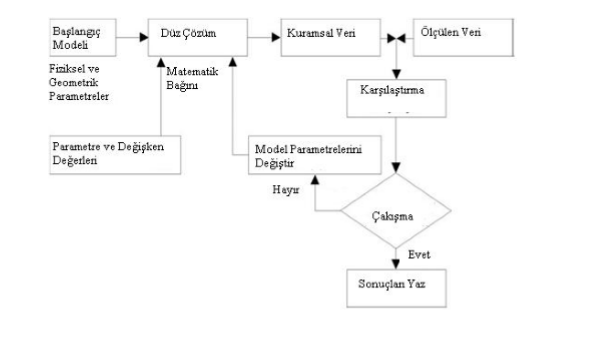 Başlangıç
Modeli
Düz Çözüm
Kuramsal Veri
Ölçülen Veri
Fiziksel ve
Geometrik
Parametreler
Matematik
Bağını
Karşılaştırma
Parametre ve Değişken
Değerleri
Model Parametrelerini
Değiştir
Hayır
Çakışma
Evet
Sonuçları Yaz